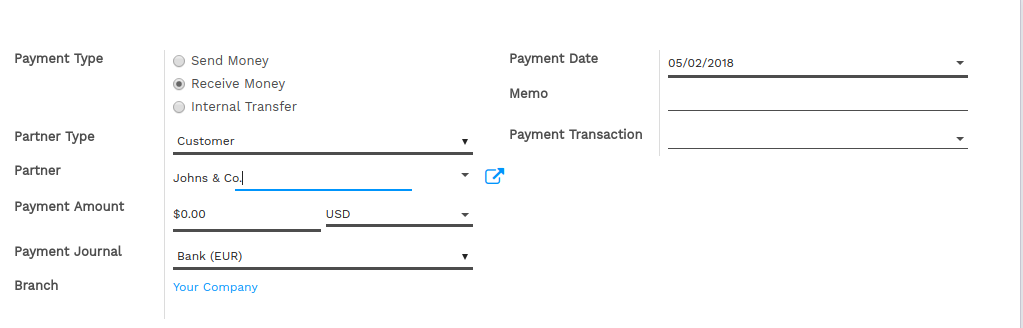 Payment Type
Send Money
Receive Money
Internal Transfer
Partner Type
Customer
Partner
Johns & Co.
Payment Amount
$0.00 USD
Payment Journal
Bank (EUR)
Branch
Your Company
Payment Date
05/02/2018
Memo
Payment Transaction